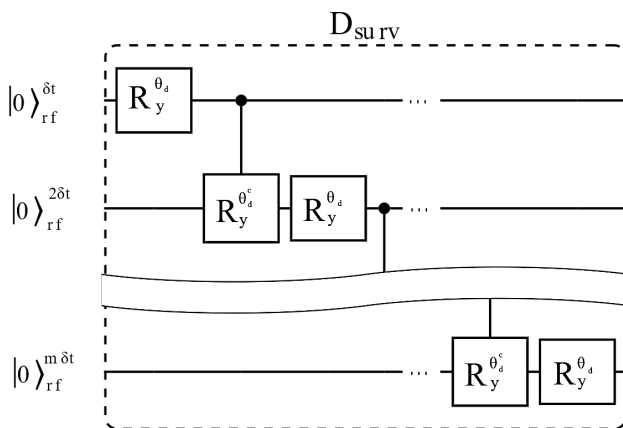 D_surv
|0⟩_rf^δt R_y^θ_d ...
|0⟩_rf^2δt R_y^θ_d^c R_y^θ_d ...
|0⟩_rf^m δt ... R_y^θ_d^c R_y^θ_d